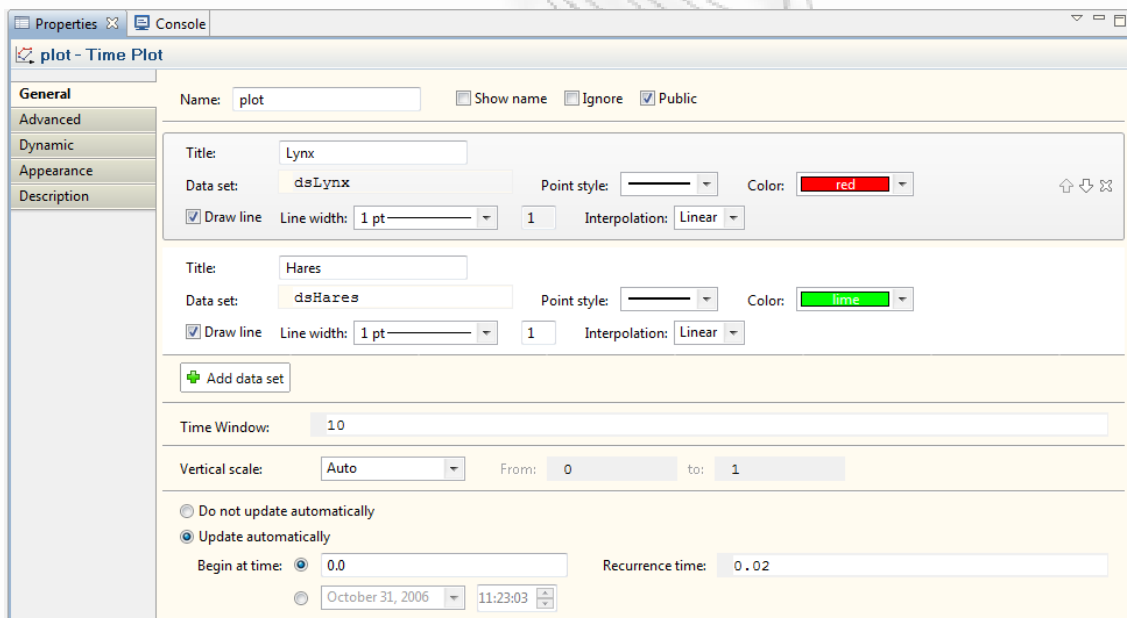 Properties Console
plot - Time Plot
General
Advanced
Dynamic
Appearance
Description
Name: plot Show name Ignore Public
Title: Lynx
Data set: dsLynx Point style: Color: red
Draw line Line width: 1 pt 1 Interpolation: Linear
Title: Hares
Data set: dsHares Point style: Color: lime
Draw line Line width: 1 pt 1 Interpolation: Linear
Add data set
Time Window: 10
Vertical scale: Auto From: 0 to: 1
Do not update automatically
Update automatically
Begin at time: 0.0 Recurrence time: 0.02
October 31, 2006 11:23:03